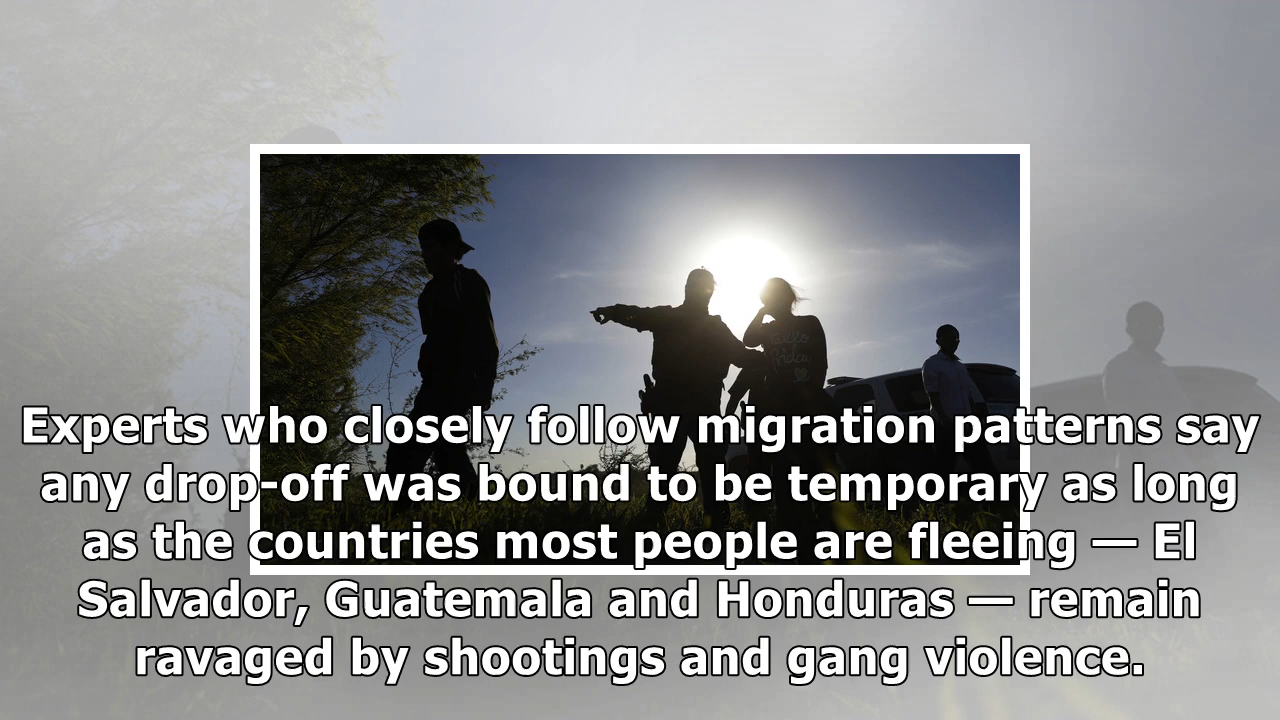 Experts who closely follow migration patterns say
any drop-off was bound to be temporary as long
as the countries most people are fleeing — El
Salvador, Guatemala and Honduras — remain
ravaged by shootings and gang violence.